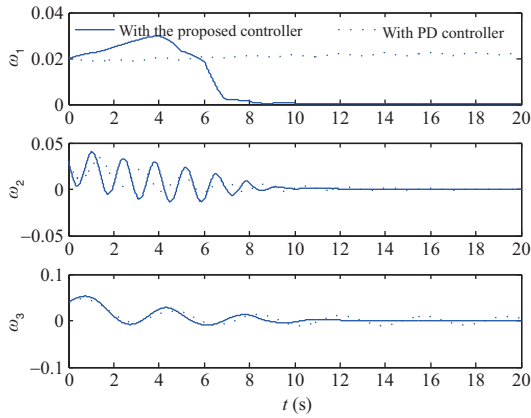 0.04
With the proposed controller
With PD controller
ω1
0.02
0
0 2 4 6 8 10 12 14 16 18 20
0.05
ω2
0
−0.05
0 2 4 6 8 10 12 14 16 18 20
0.1
ω3
0
−0.1
0 2 4 6 8 10 12 14 16 18 20
t (s)